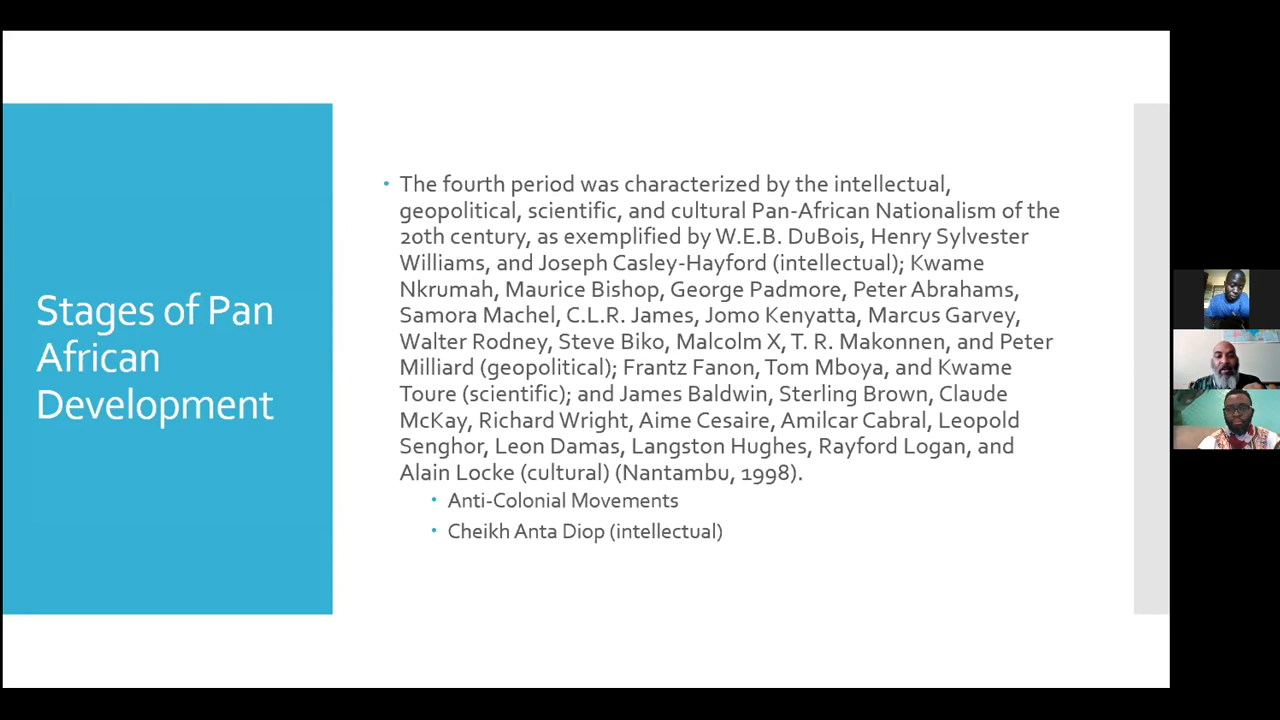 Stages of Pan
African
Development
• The fourth period was characterized by the intellectual,
geopolitical, scientific, and cultural Pan-African Nationalism of the
20th century, as exemplified by W.E.B. DuBois, Henry Sylvester
Williams, and Joseph Casley-Hayford (intellectual); Kwame
Nkrumah, Maurice Bishop, George Padmore, Peter Abrahams,
Samora Machel, C.L.R. James, Jomo Kenyatta, Marcus Garvey,
Walter Rodney, Steve Biko, Malcolm X, T. R. Makonnen, and Peter
Milliard (geopolitical); Frantz Fanon, Tom Mboya, and Kwame
Toure (scientific); and James Baldwin, Sterling Brown, Claude
McKay, Richard Wright, Aime Cesaire, Amilcar Cabral, Leopold
Senghor, Leon Damas, Langston Hughes, Rayford Logan, and
Alain Locke (cultural) (Nantambu, 1998).
• Anti-Colonial Movements
• Cheikh Anta Diop (intellectual)